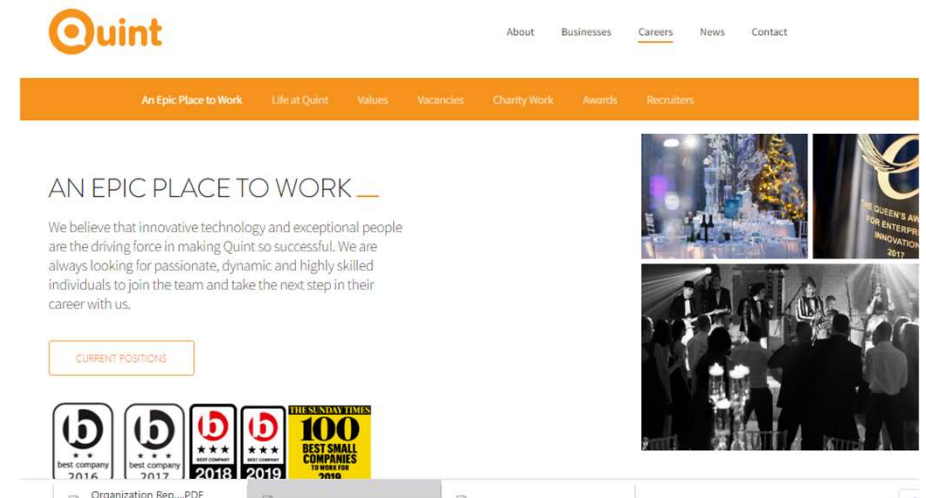 Quint
About Businesses Careers News Contact
An Epic Place to Work Life at Quint Values Vacancies Charity Work Awards Recruiters
AN EPIC PLACE TO WORK
We believe that innovative technology and exceptional people
are the driving force in making Quint so successful. We are
always looking for passionate, dynamic and highly skilled
individuals to join the team and take the next step in their
career with us.
CURRENT POSITIONS
THE QUEEN'S AW
FOR ENTERPR
INNOVATION
2017
b
best company
2016
b
best company
2017
b
BEST COMPANY
2018
b
BEST COMPANY
2019
THE SUNDAY TIMES
100
BEST SMALL
COMPANIES
TO WORK FOR
2019
Organization Rep....PDF